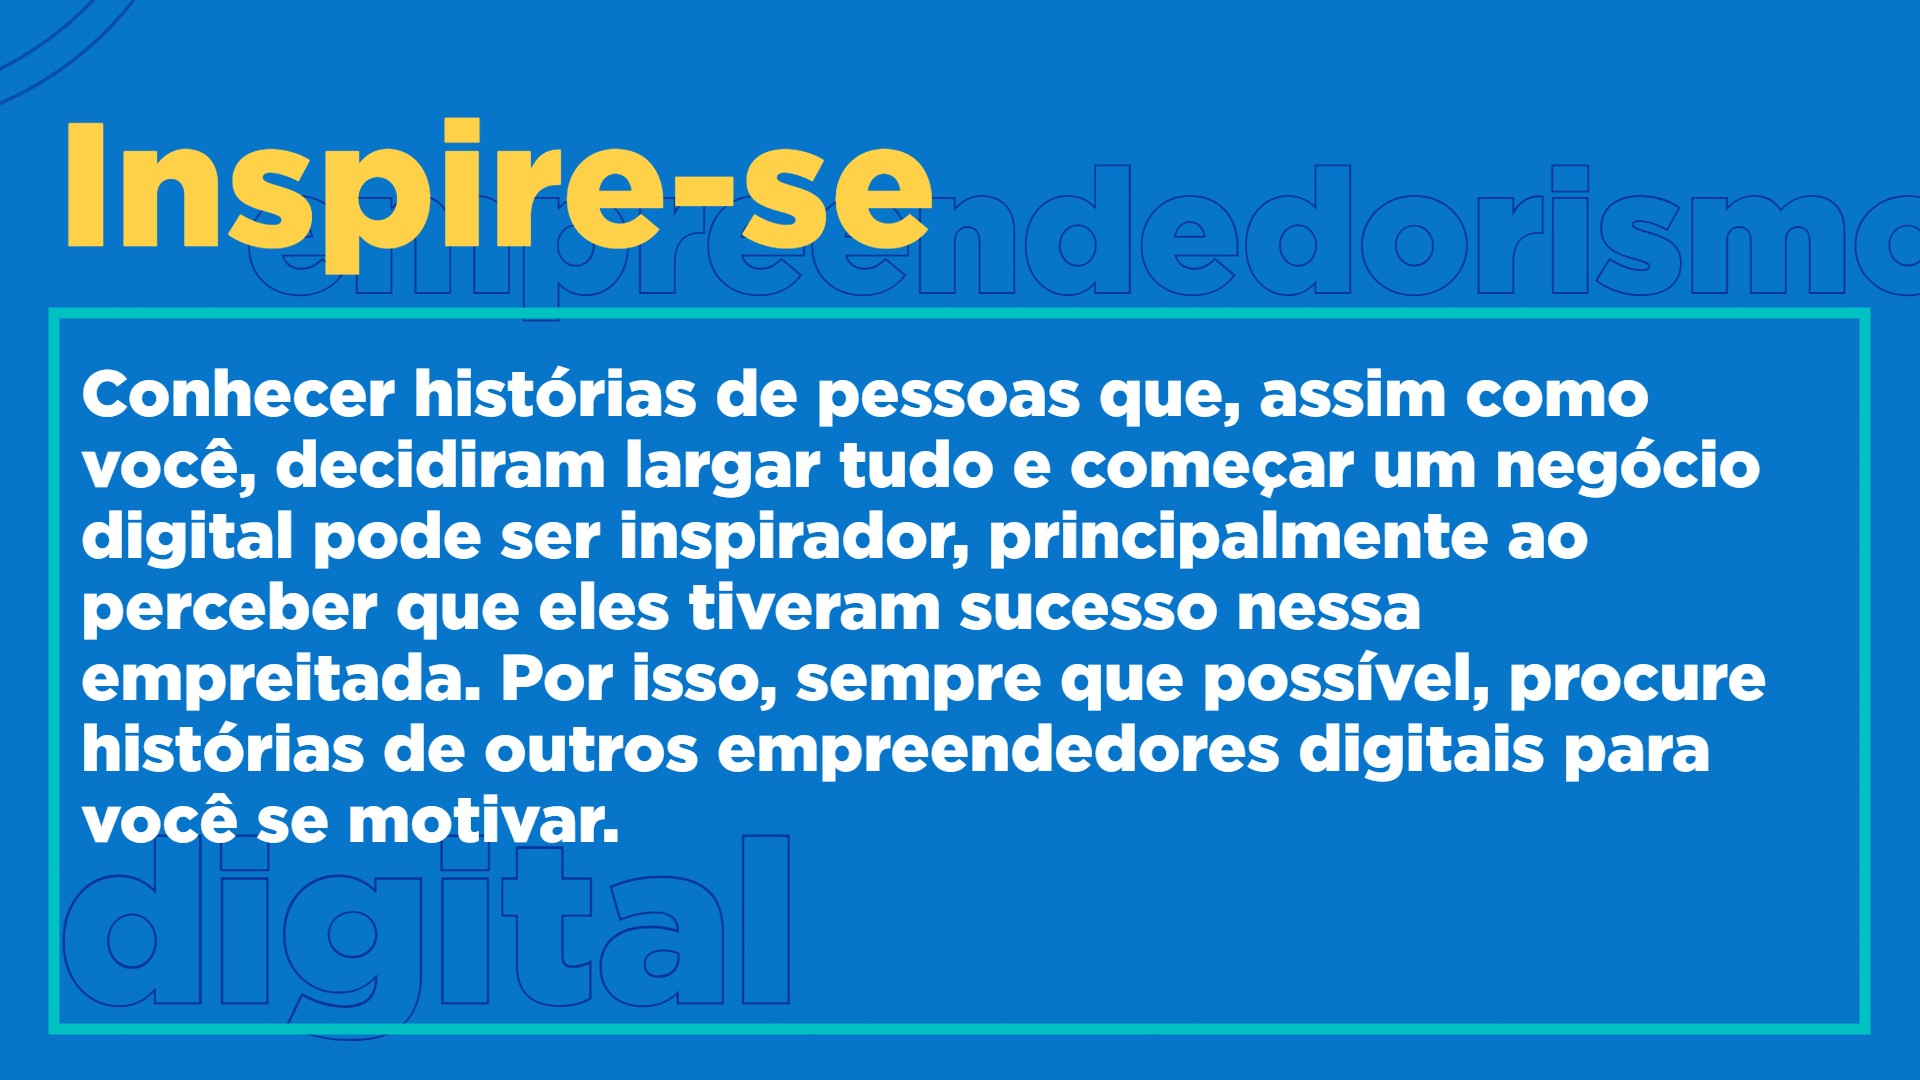 Inspire-se
empreendedorismo
Conhecer histórias de pessoas que, assim como
você, decidiram largar tudo e começar um negócio
digital pode ser inspirador, principalmente ao
perceber que eles tiveram sucesso nessa
empreitada. Por isso, sempre que possível, procure
histórias de outros empreendedores digitais para
você se motivar.
digital